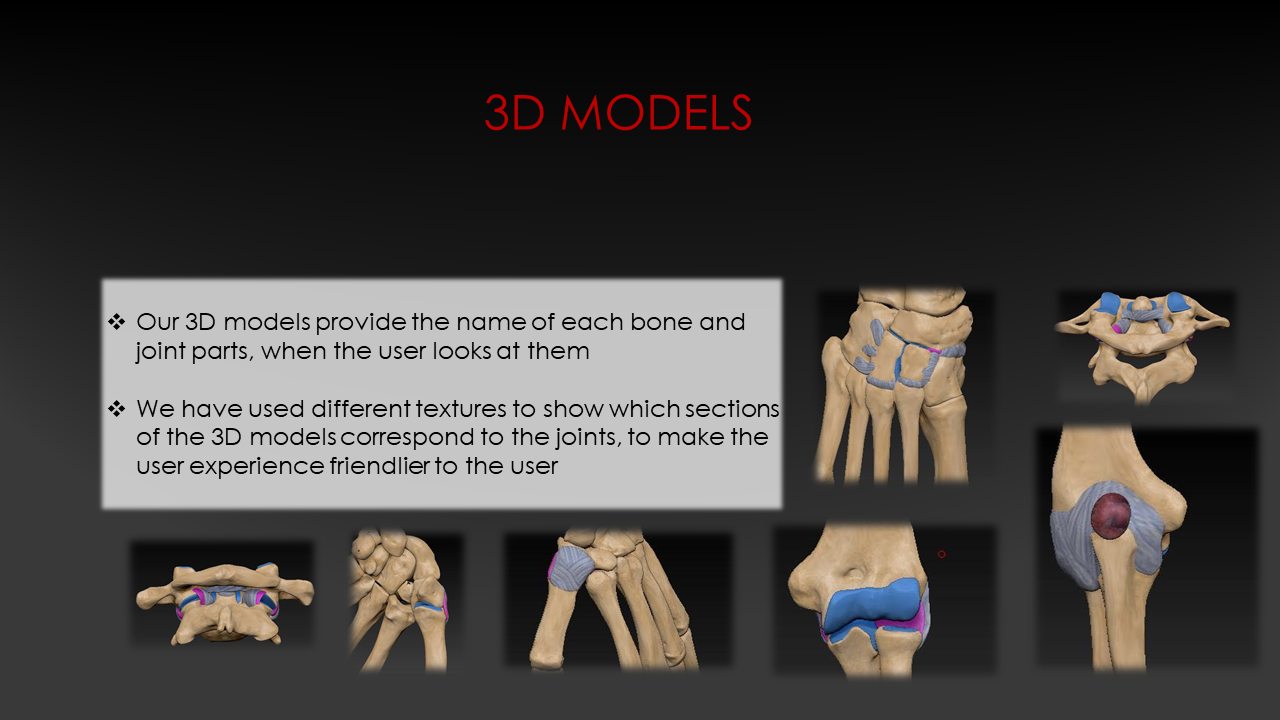 3D MODELS
❖ Our 3D models provide the name of each bone and
joint parts, when the user looks at them
❖ We have used different textures to show which sections
of the 3D models correspond to the joints, to make the
user experience friendlier to the user